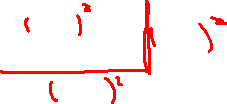 ( )² )²
( )²